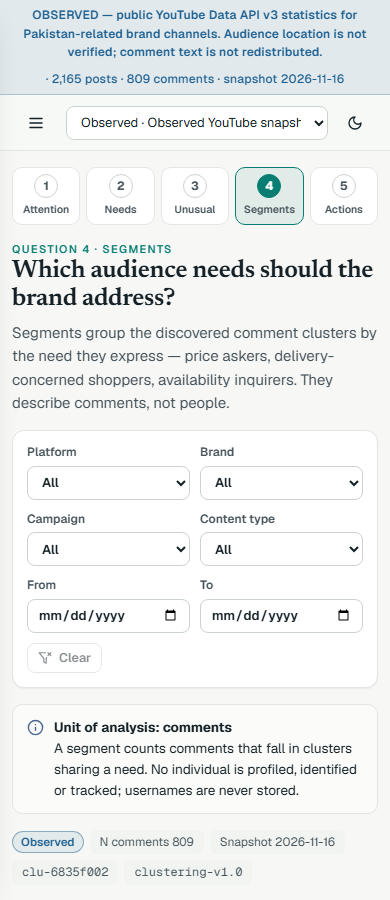 OBSERVED — public YouTube Data API v3 statistics for
Pakistan-related brand channels. Audience location is not
verified; comment text is not redistributed.
· 2,165 posts · 809 comments · snapshot 2026-11-16
Observed · Observed YouTube snapsh
1
Attention
2
Needs
3
Unusual
4
Segments
5
Actions
QUESTION 4 · SEGMENTS
Which audience needs should the
brand address?
Segments group the discovered comment clusters by
the need they express — price askers, delivery-
concerned shoppers, availability inquirers. They
describe comments, not people.
Platform
Brand
All
All
Campaign
Content type
All
All
From
To
mm/dd/yyyy
mm/dd/yyyy
Clear
Unit of analysis: comments
A segment counts comments that fall in clusters
sharing a need. No individual is profiled, identified
or tracked; usernames are never stored.
Observed
N comments 809
Snapshot 2026-11-16
clu-6835f002
clustering-v1.0